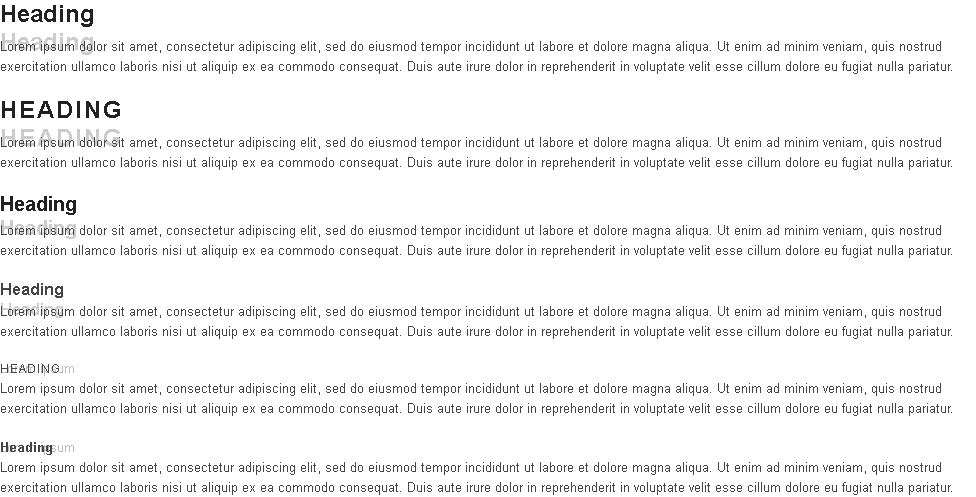 Heading
Heading
Lorem ipsum dolor sit amet, consectetur adipiscing elit, sed do eiusmod tempor incididunt ut labore et dolore magna aliqua. Ut enim ad minim veniam, quis nostrud
exercitation ullamco laboris nisi ut aliquip ex ea commodo consequat. Duis aute irure dolor in reprehenderit in voluptate velit esse cillum dolore eu fugiat nulla pariatur.
HEADING
HEADING
Lorem ipsum dolor sit amet, consectetur adipiscing elit, sed do eiusmod tempor incididunt ut labore et dolore magna aliqua. Ut enim ad minim veniam, quis nostrud
exercitation ullamco laboris nisi ut aliquip ex ea commodo consequat. Duis aute irure dolor in reprehenderit in voluptate velit esse cillum dolore eu fugiat nulla pariatur.
Heading
Heading
Lorem ipsum dolor sit amet, consectetur adipiscing elit, sed do eiusmod tempor incididunt ut labore et dolore magna aliqua. Ut enim ad minim veniam, quis nostrud
exercitation ullamco laboris nisi ut aliquip ex ea commodo consequat. Duis aute irure dolor in reprehenderit in voluptate velit esse cillum dolore eu fugiat nulla pariatur.
Heading
Heading
Lorem ipsum dolor sit amet, consectetur adipiscing elit, sed do eiusmod tempor incididunt ut labore et dolore magna aliqua. Ut enim ad minim veniam, quis nostrud
exercitation ullamco laboris nisi ut aliquip ex ea commodo consequat. Duis aute irure dolor in reprehenderit in voluptate velit esse cillum dolore eu fugiat nulla pariatur.
HEADING ipsum
Lorem ipsum dolor sit amet, consectetur adipiscing elit, sed do eiusmod tempor incididunt ut labore et dolore magna aliqua. Ut enim ad minim veniam, quis nostrud
exercitation ullamco laboris nisi ut aliquip ex ea commodo consequat. Duis aute irure dolor in reprehenderit in voluptate velit esse cillum dolore eu fugiat nulla pariatur.
Heading ipsum
Lorem ipsum dolor sit amet, consectetur adipiscing elit, sed do eiusmod tempor incididunt ut labore et dolore magna aliqua. Ut enim ad minim veniam, quis nostrud
exercitation ullamco laboris nisi ut aliquip ex ea commodo consequat. Duis aute irure dolor in reprehenderit in voluptate velit esse cillum dolore eu fugiat nulla pariatur.